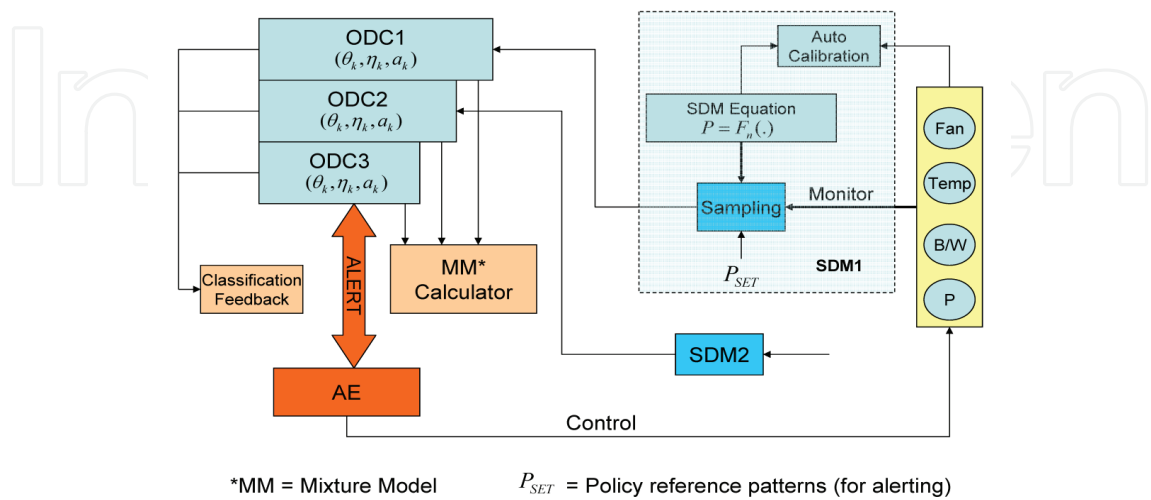 ODC1
(θₖ, ηₖ, aₖ)
ODC2
(θₖ, ηₖ, aₖ)
ODC3
(θₖ, ηₖ, aₖ)
Classification
Feedback
ALERT
MM*
Calculator
AE
Auto
Calibration
SDM Equation
P = Fₙ(.)
Sampling
Monitor
P_SET
SDM1
SDM2
Fan
Temp
B/W
P
Control
*MM = Mixture Model
P_SET = Policy reference patterns (for alerting)